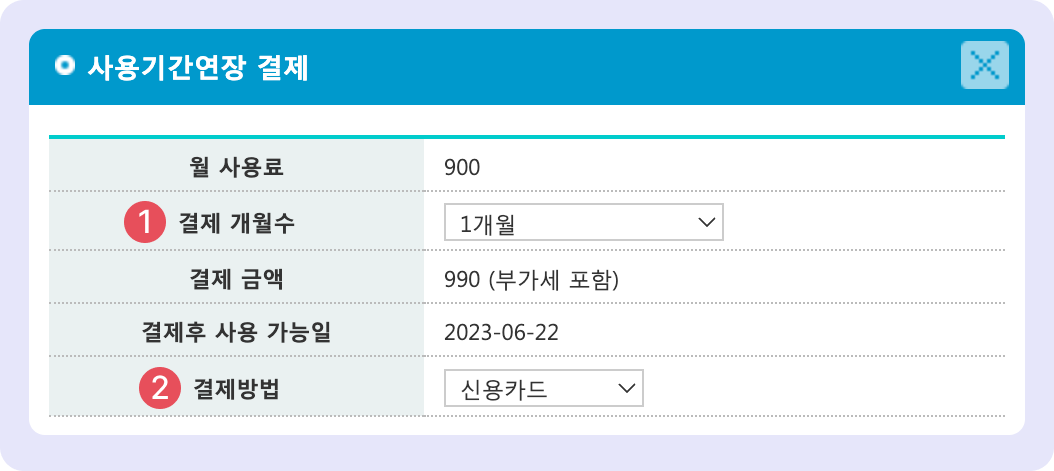 사용기간연장 결제
월 사용료 900
1 결제 개월수 1개월
결제 금액 990 (부가세 포함)
결제후 사용 가능일 2023-06-22
2 결제방법 신용카드